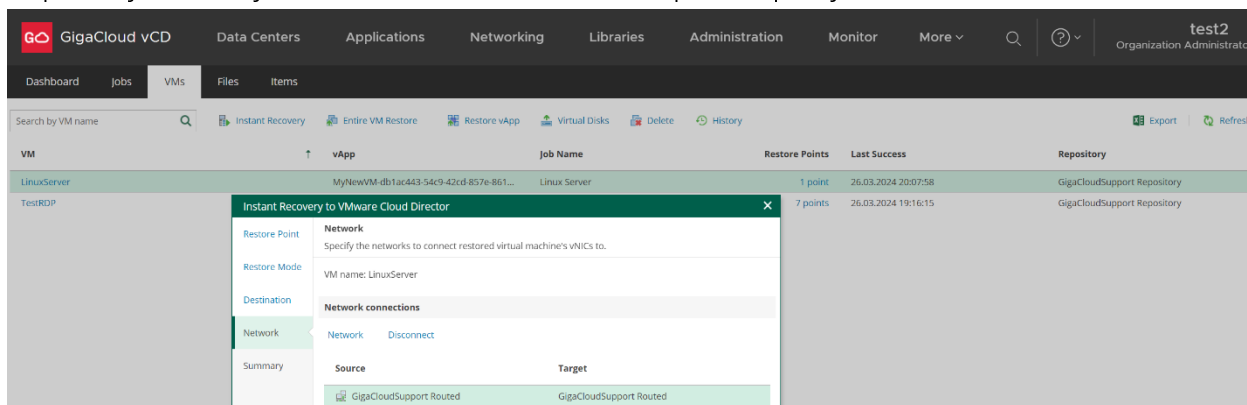 GO GigaCloud vCD Data Centers Applications Networking Libraries Administration Monitor More test2
Organization Administrato
Dashboard Jobs VMs Files Items
Search by VM name Instant Recovery Entire VM Restore Restore vApp Virtual Disks Delete History Export Refres
VM vApp Job Name Restore Points Last Success Repository
LinuxServer MyNewVM-db1ac443-54c9-42cd-857e-861... Linux Server 1 point 26.03.2024 20:07:58 GigaCloudSupport Repository
TestRDP 7 points 26.03.2024 19:16:15 GigaCloudSupport Repository
Instant Recovery to VMware Cloud Director
Restore Point
Restore Mode
Destination
Network
Summary
Network
Specify the networks to connect restored virtual machine's vNICs to.
VM name: LinuxServer
Network connections
Network Disconnect
Source Target
GigaCloudSupport Routed GigaCloudSupport Routed